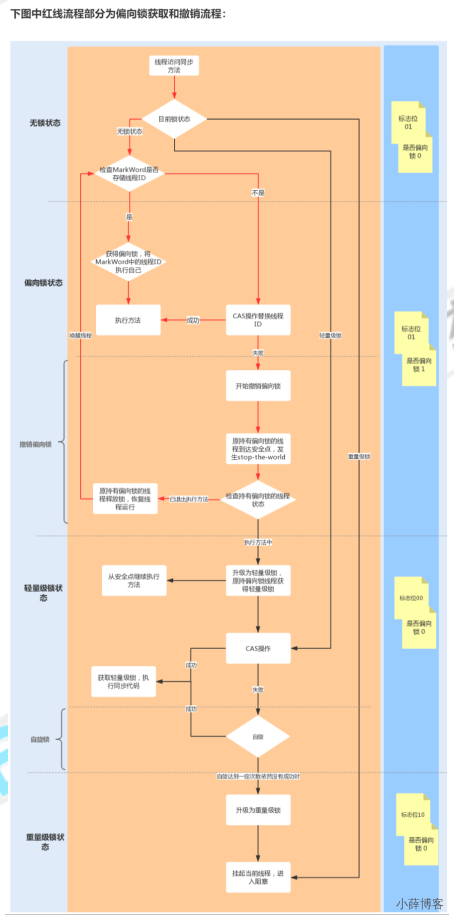 下图中红线流程部分为偏向锁获取和撤销流程：
线程访问同步
方法
无锁状态
目前锁状态
标志位
01
是否偏向
锁 0
无锁状态
检查MarkWord是否
存储线程ID
不是
是
偏向锁状态
获得偏向锁，将
MarkWord中的线程ID
执行自己
执行方法
成功
CAS操作替换线程
ID
唤醒线程
轻量级锁
标志位
01
是否偏向
锁 1
失败
开始撤销偏向锁
撤销偏向锁
原持有偏向锁的线
程到达安全点，发
生stop-the-world
重量级锁
原持有偏向锁的线
程释放锁，恢复线
程运行
已退出执行方法
检查持有偏向锁的线程
状态
执行方法中
轻量级锁状
态
从安全点继续执行
方法
升级为轻量级锁，
原持有偏向锁线程获
得轻量级锁
标志位00
是否偏向
锁 0
CAS操作
成功
获取轻量级锁，执
行同步代码
失败
成功
自旋锁
自旋
自旋达到一定次数依然没有成功时
重量级锁状
态
升级为重量级锁
标志位10
是否偏向
锁 0
挂起当前线程，进
入阻塞
小薛博客